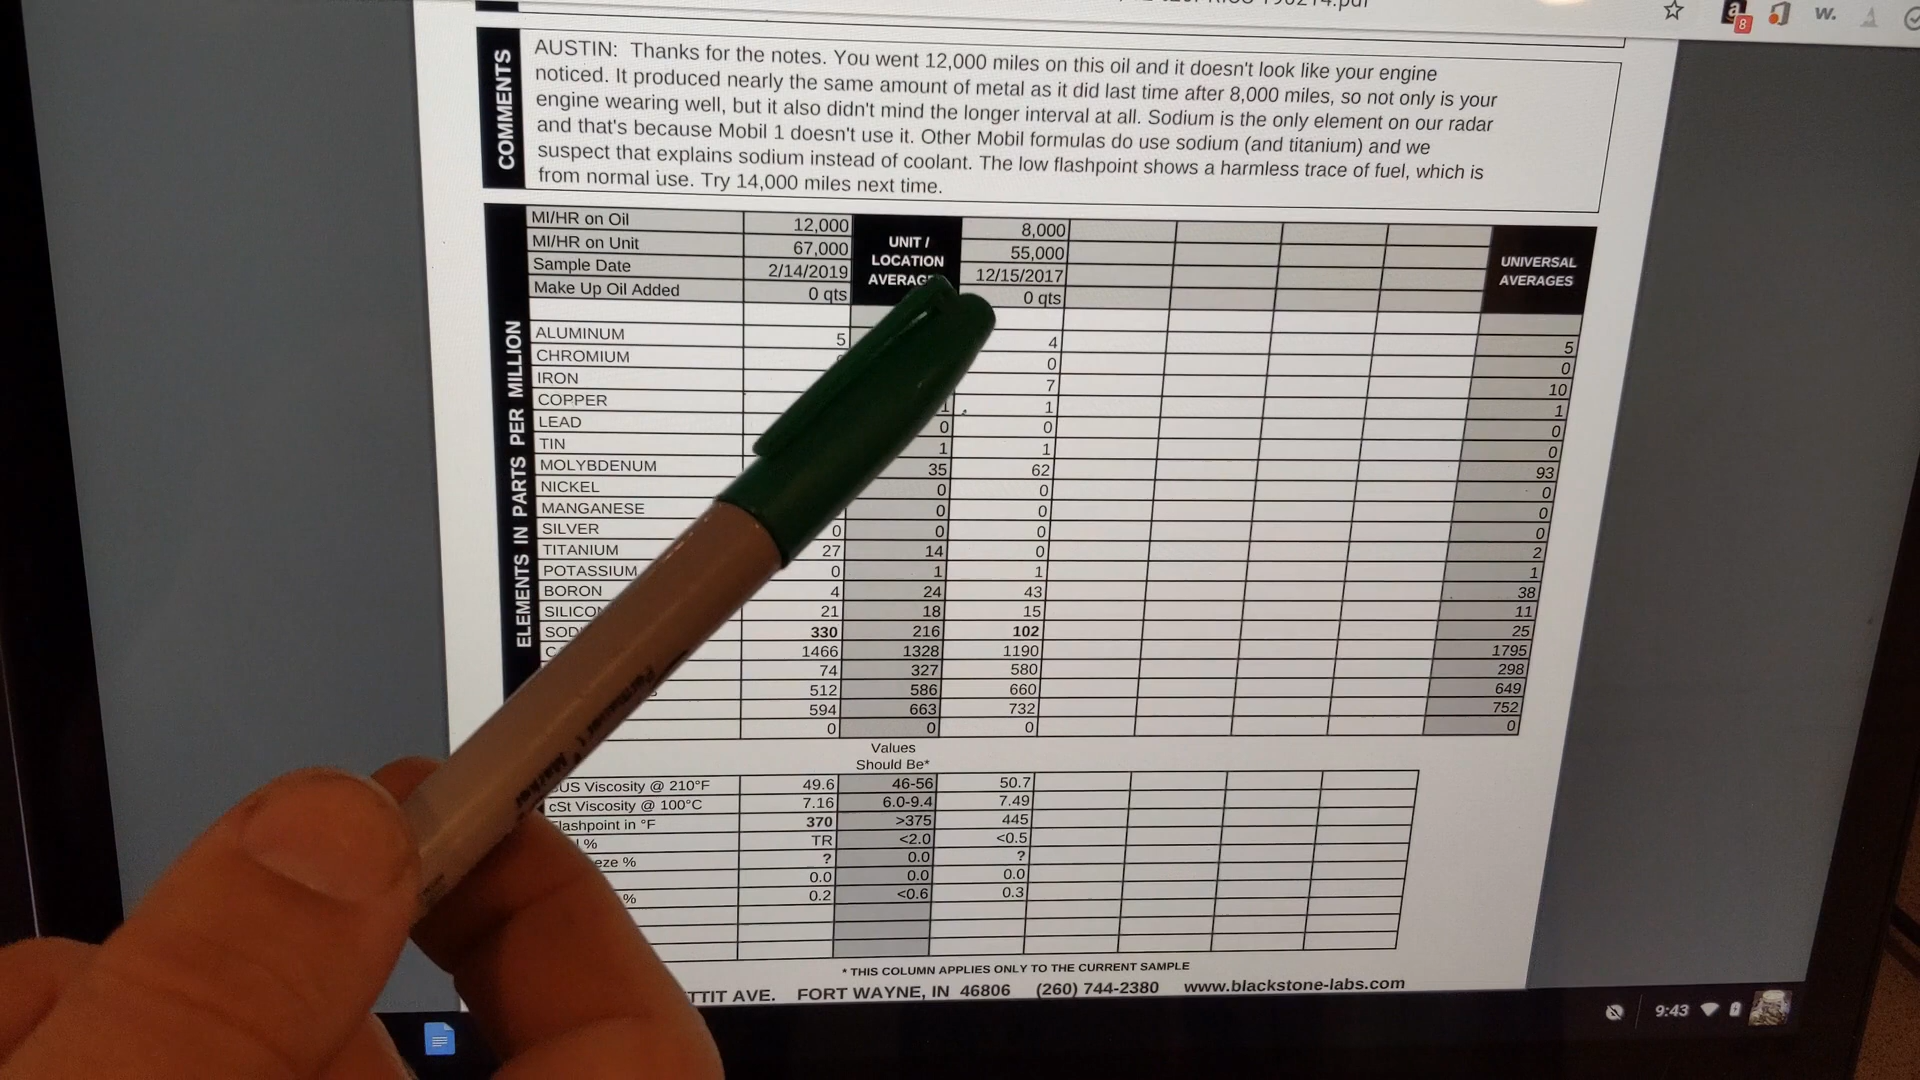 COMMENTS
AUSTIN: Thanks for the notes. You went 12,000 miles on this oil and it doesn't look like your engine
noticed. It produced nearly the same amount of metal as it did last time after 8,000 miles, so not only is your
engine wearing well, but it also didn't mind the longer interval at all. Sodium is the only element on our radar
and that's because Mobil 1 doesn't use it. Other Mobil formulas do use sodium (and titanium) and we
suspect that explains sodium instead of coolant. The low flashpoint shows a harmless trace of fuel, which is
from normal use. Try 14,000 miles next time.
ELEMENTS IN PARTS PER MILLION
MI/HR on Oil 12,000 8,000
MI/HR on Unit 67,000 55,000
Sample Date 2/14/2019 12/15/2017
Make Up Oil Added 0 qts 0 qts
UNIT /
LOCATION
UNIVERSAL
AVERAGES
ALUMINUM 5 4 5
CHROMIUM 0 0
IRON 7 10
COPPER 1 1 1
LEAD 0 0 0
TIN 1 1 0
MOLYBDENUM 35 62 93
NICKEL 0 0 0
MANGANESE 0 0 0
SILVER 0 0 0 0
TITANIUM 27 14 0 2
POTASSIUM 0 1 1 1
BORON 4 24 43 38
SILICON 21 18 15 11
330 216 102 25
1466 1328 1190 1795
74 327 580 298
512 586 660 649
594 663 732 752
0 0 0 0
Values
Should Be*
Viscosity @ 210°F 49.6 46-56 50.7
cSt Viscosity @ 100°C 7.16 6.0-9.4 7.49
lashpoint in °F 370 >375 445
% TR <2.0 <0.5
eze % ? 0.0 ?
0.0 0.0 0.0
% 0.2 <0.6 0.3
* THIS COLUMN APPLIES ONLY TO THE CURRENT SAMPLE
AVE. FORT WAYNE, IN 46806 (260) 744-2380 www.blackstone-labs.com
9:43
a
8
w.